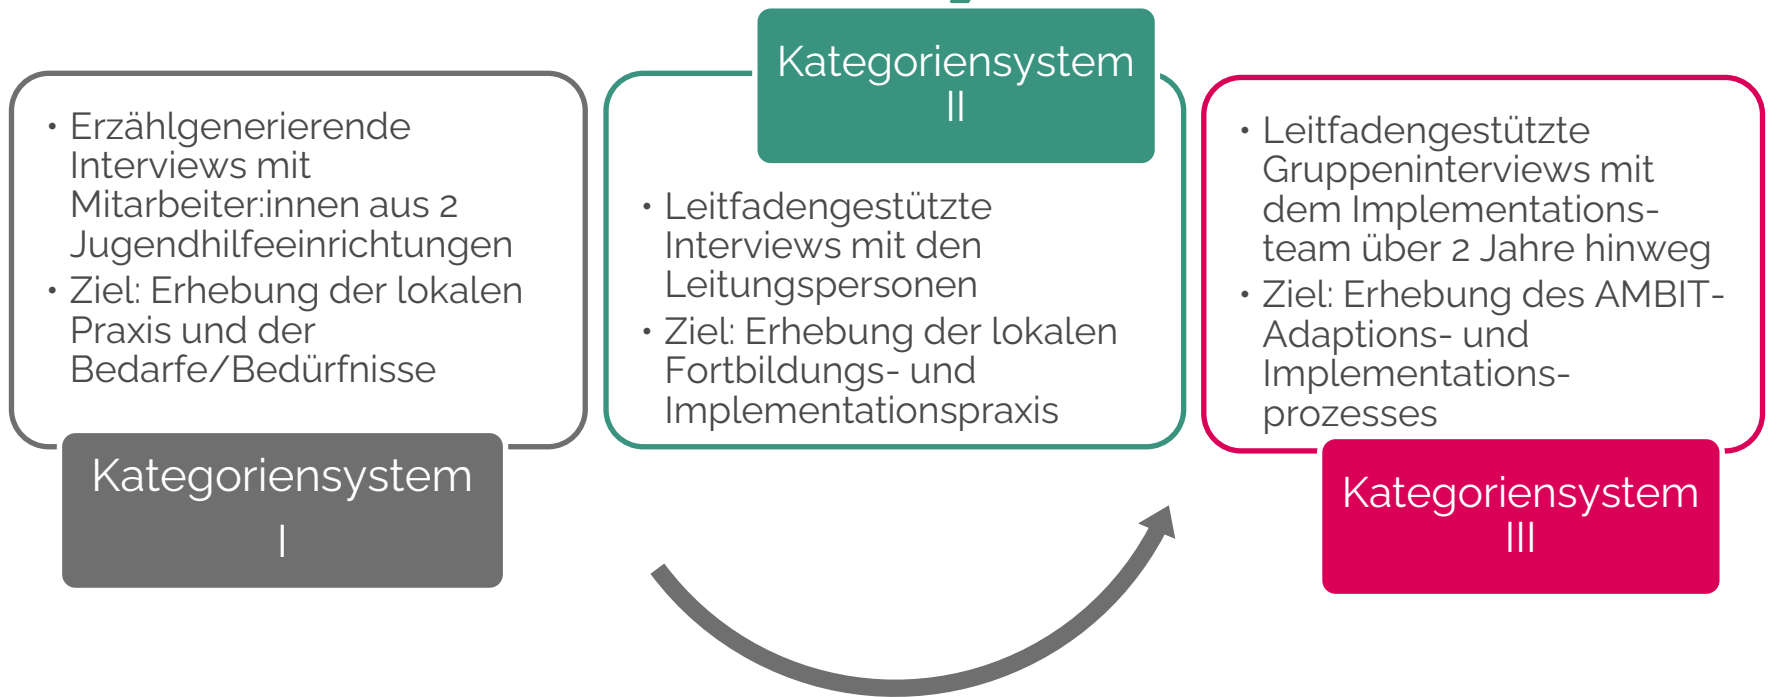 • Erzählgenerierende
Interviews mit
Mitarbeiter:innen aus 2
Jugendhilfeeinrichtungen
• Ziel: Erhebung der lokalen
Praxis und der
Bedarfe/Bedürfnisse
Kategoriensystem
I
Kategoriensystem
II
• Leitfadengestützte
Interviews mit den
Leitungspersonen
• Ziel: Erhebung der lokalen
Fortbildungs- und
Implementationspraxis
• Leitfadengestützte
Gruppeninterviews mit
dem Implementations-
team über 2 Jahre hinweg
• Ziel: Erhebung des AMBIT-
Adaptions- und
Implementations-
prozesses
Kategoriensystem
III